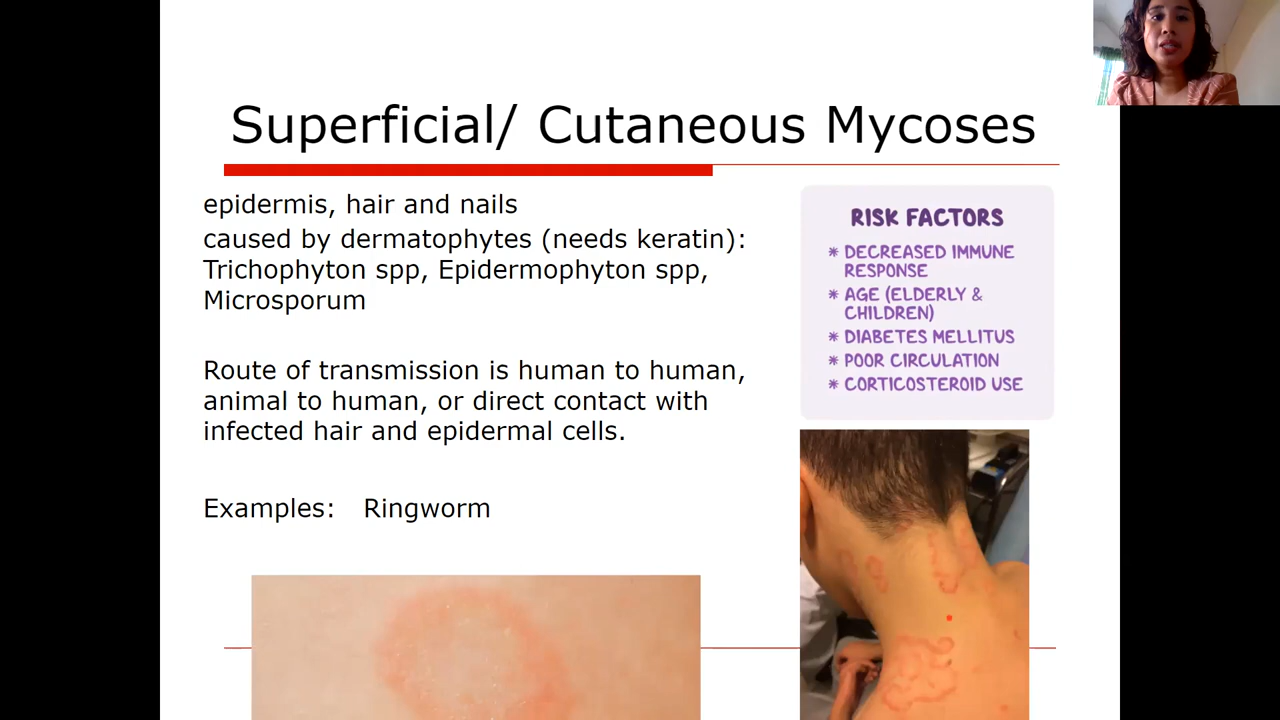 Superficial/ Cutaneous Mycoses
epidermis, hair and nails
caused by dermatophytes (needs keratin):
Trichophyton spp, Epidermophyton spp,
Microsporum
Route of transmission is human to human,
animal to human, or direct contact with
infected hair and epidermal cells.
Examples: Ringworm
RISK FACTORS
* DECREASED IMMUNE
RESPONSE
* AGE (ELDERLY &
CHILDREN)
* DIABETES MELLITUS
* POOR CIRCULATION
* CORTICOSTEROID USE